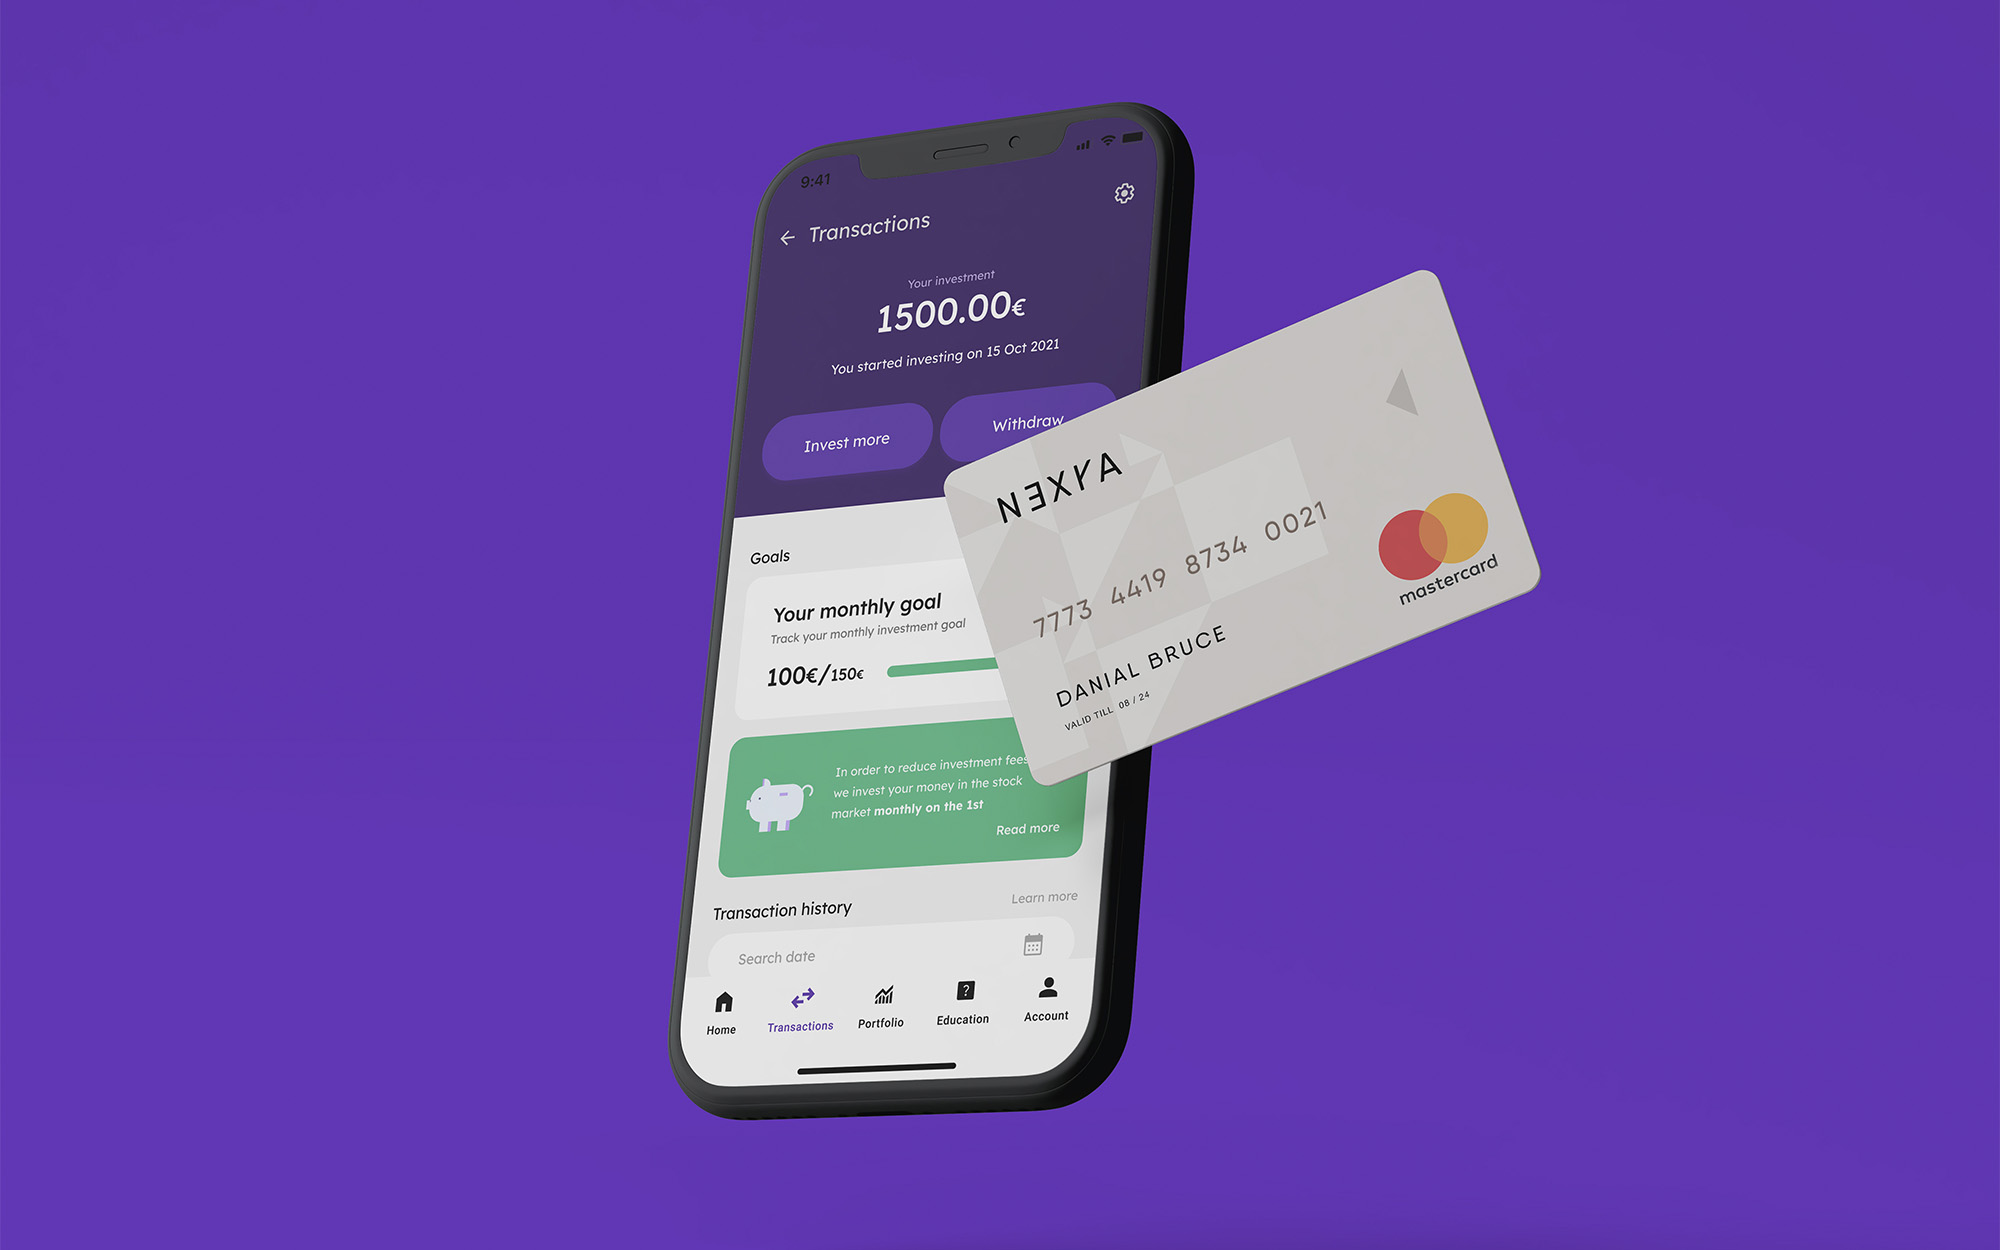 9:41
Transactions
Your investment
1500.00€
You started investing on 15 Oct 2021
Invest more
Withdraw
Goals
Your monthly goal
Track your monthly investment goal
100€/150€
In order to reduce investment fees
we invest your money in the stock
market monthly on the 1st
Read more
Transaction history
Learn more
Search date
Home
Transactions
Portfolio
Education
Account
NEXYA
7773 4419 8734 0021
DANIAL BRUCE
VALID TILL 08 / 24
mastercard